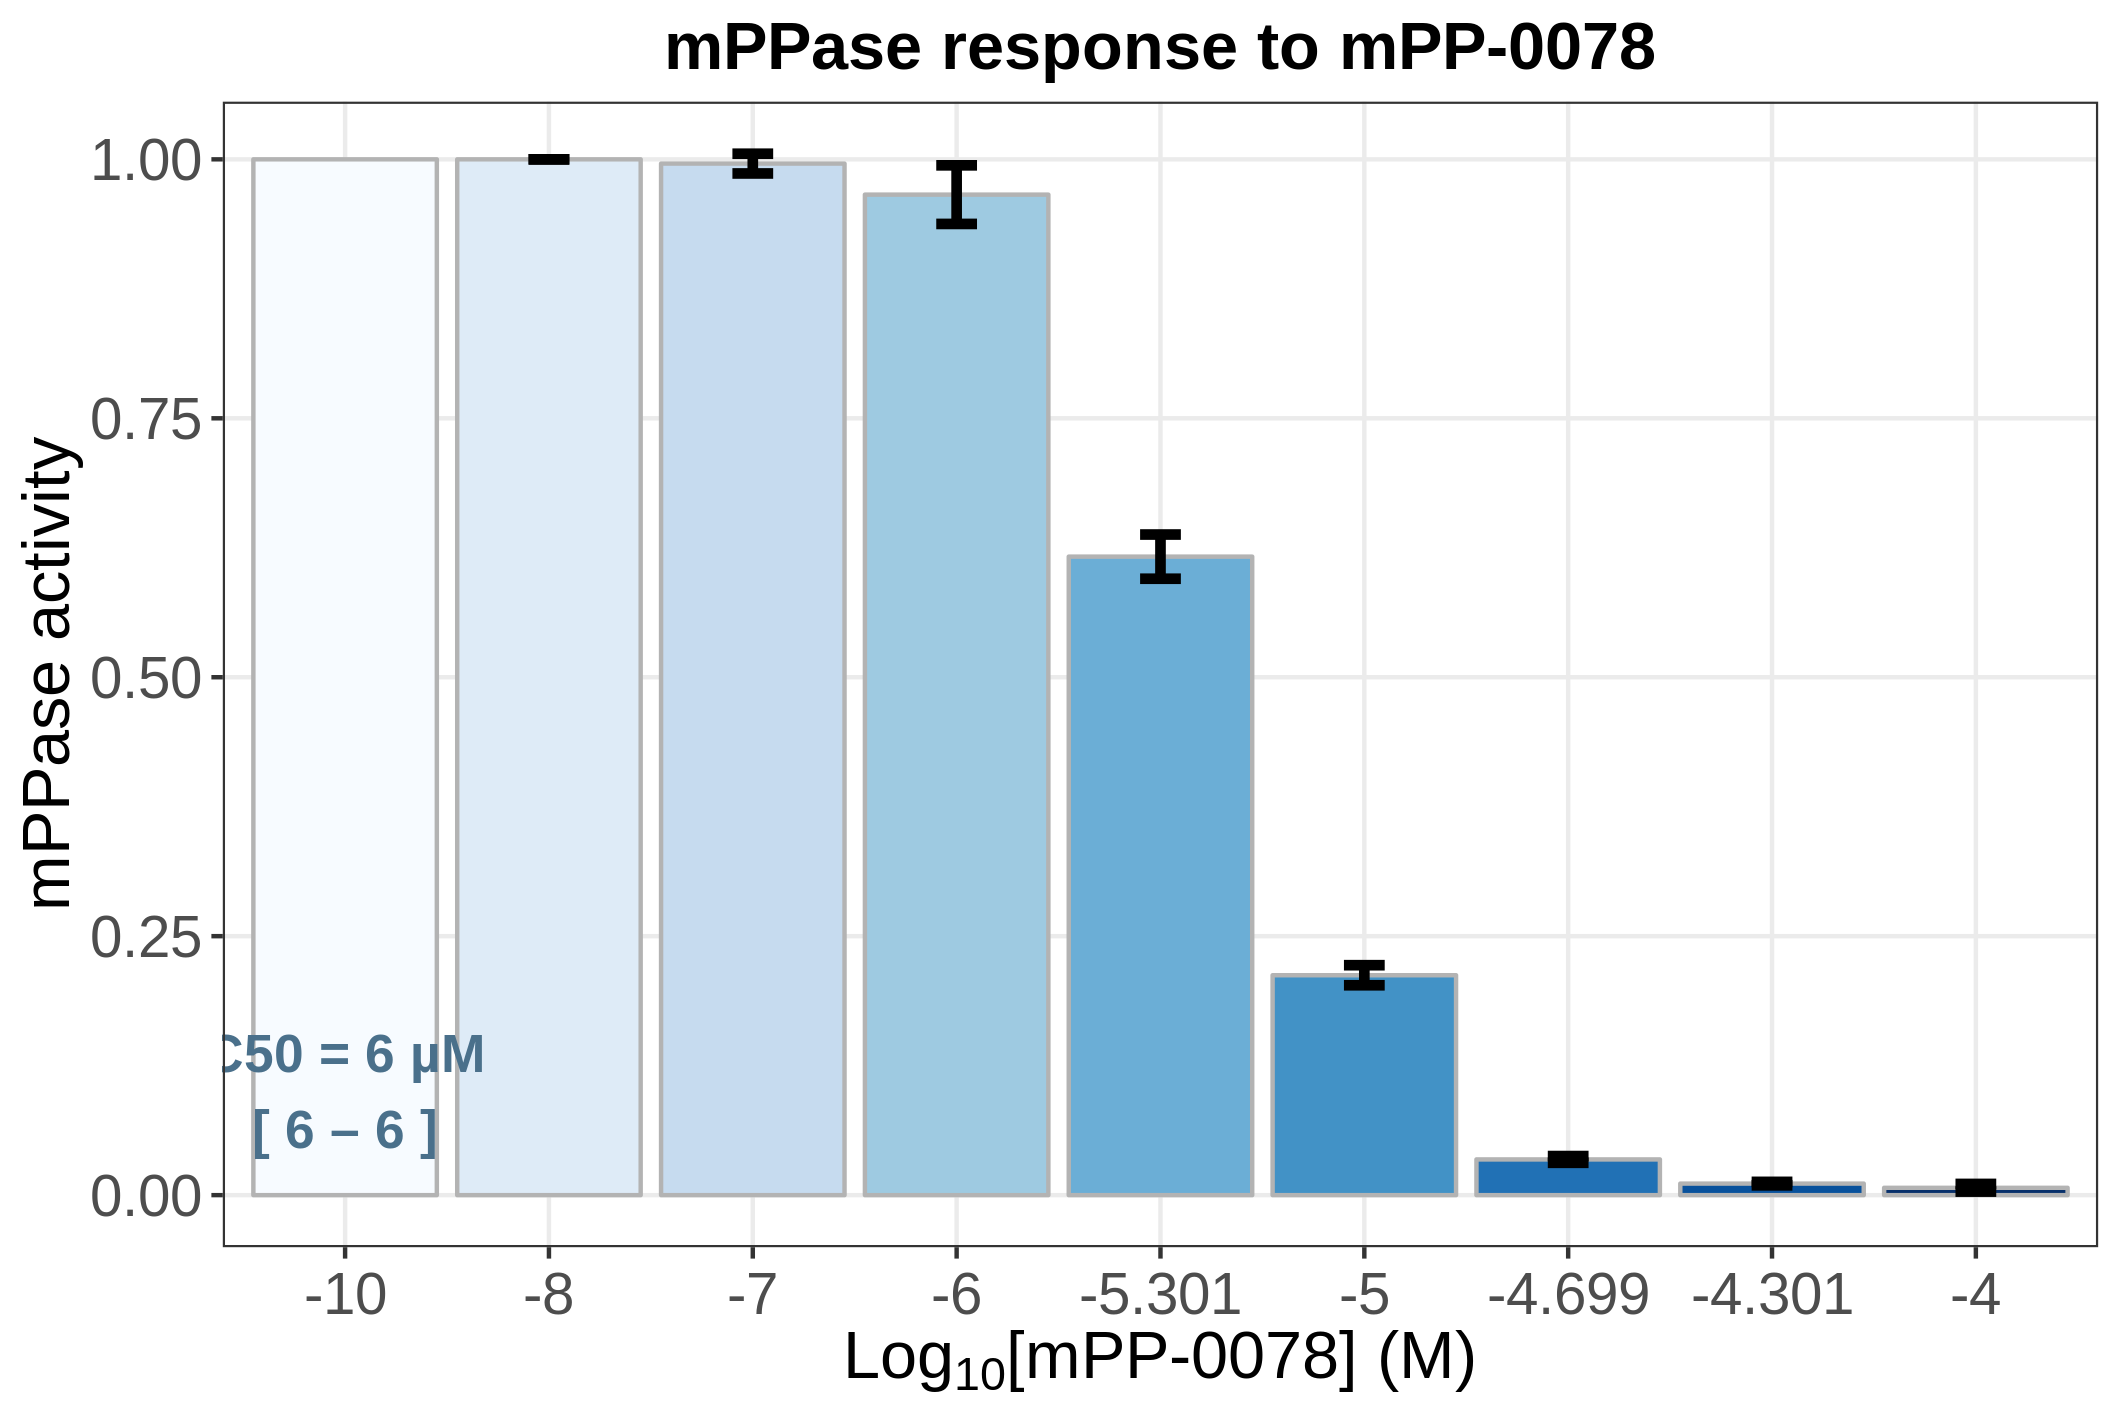 mPPase response to mPP-0078
mPPase activity
1.00
0.75
0.50
0.25
0.00
C50 = 6 µM
[ 6 – 6 ]
-10 -8 -7 -6 -5.301 -5 -4.699 -4.301 -4
Log10[mPP-0078] (M)